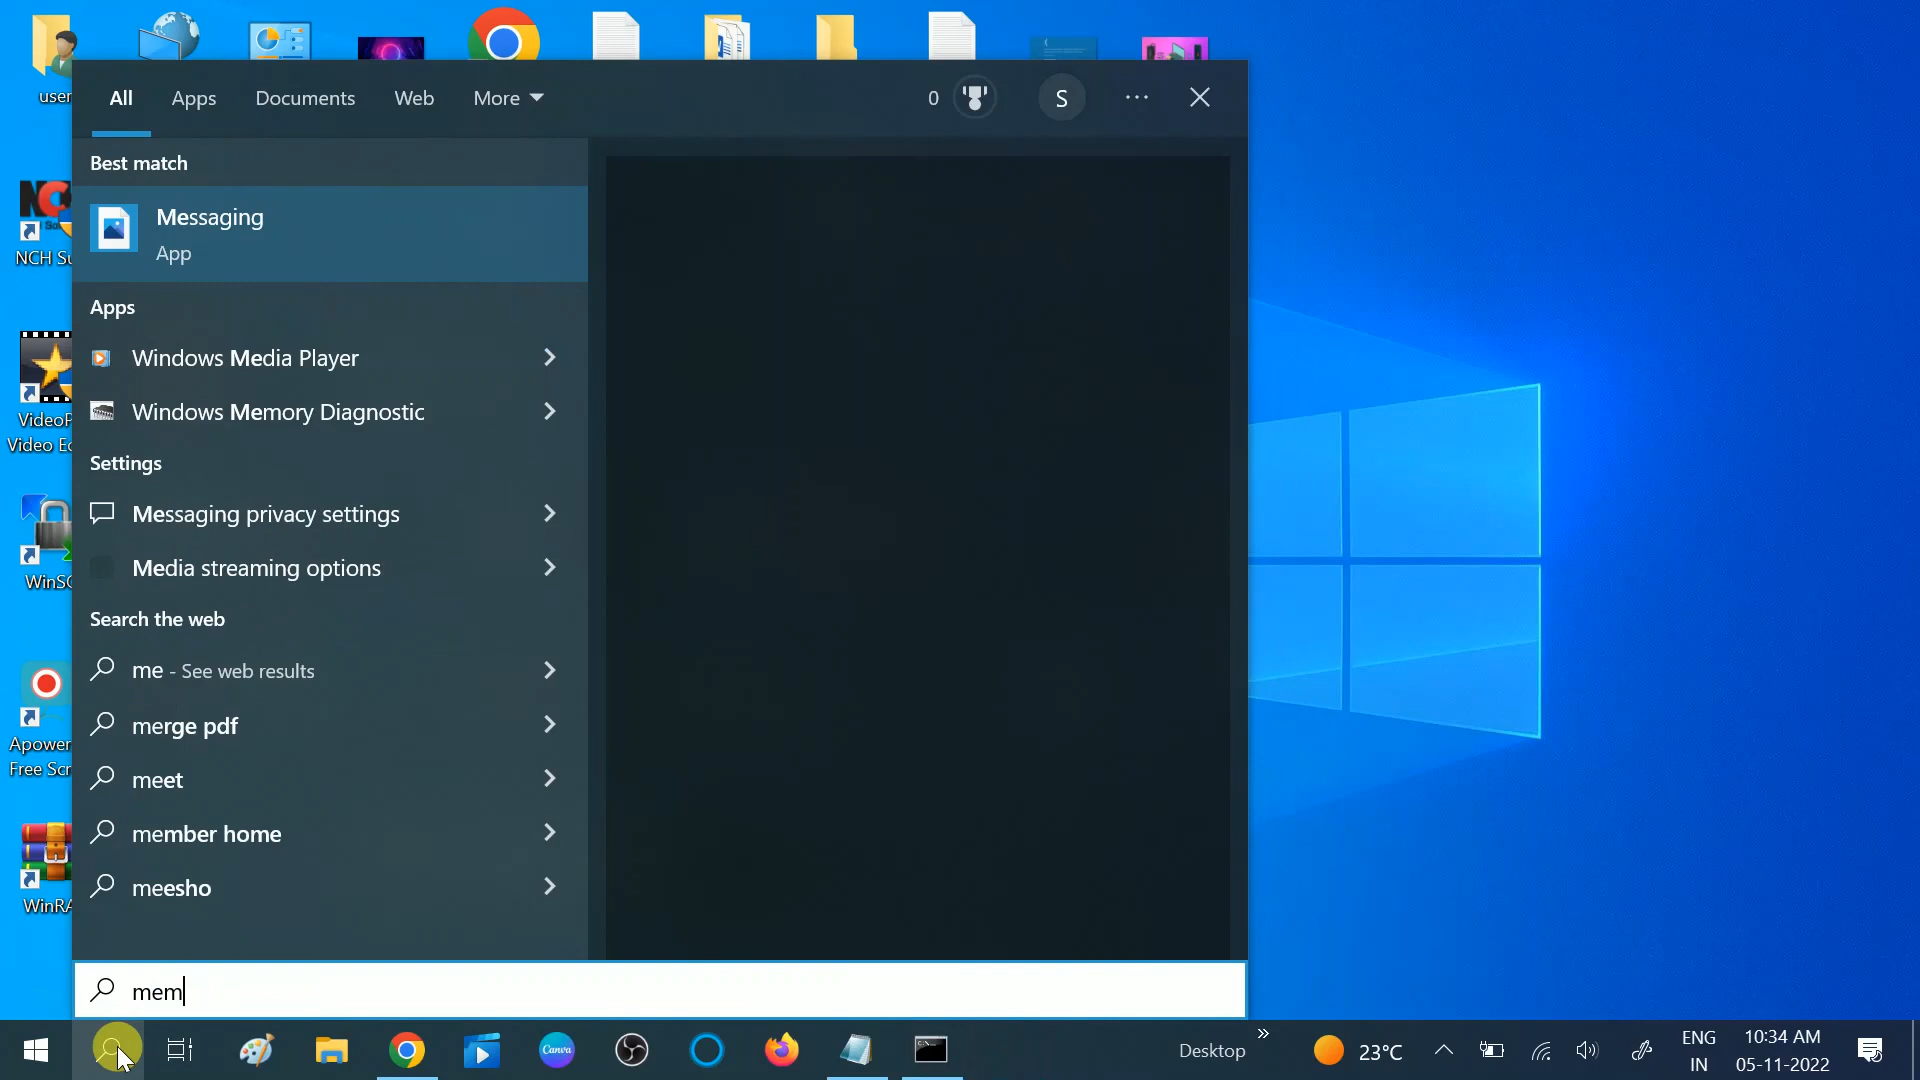 user
All Apps Documents Web More 0 S ...
Best match
Messaging
App
Apps
Windows Media Player
Windows Memory Diagnostic
Settings
Messaging privacy settings
Media streaming options
Search the web
me - See web results
merge pdf
meet
member home
meesho
mem
NCH Su
VideoP
Video Ed
WinSC
Apower
Free Scr
WinRA
Canva
Desktop
23°C
ENG
IN
10:34 AM
05-11-2022